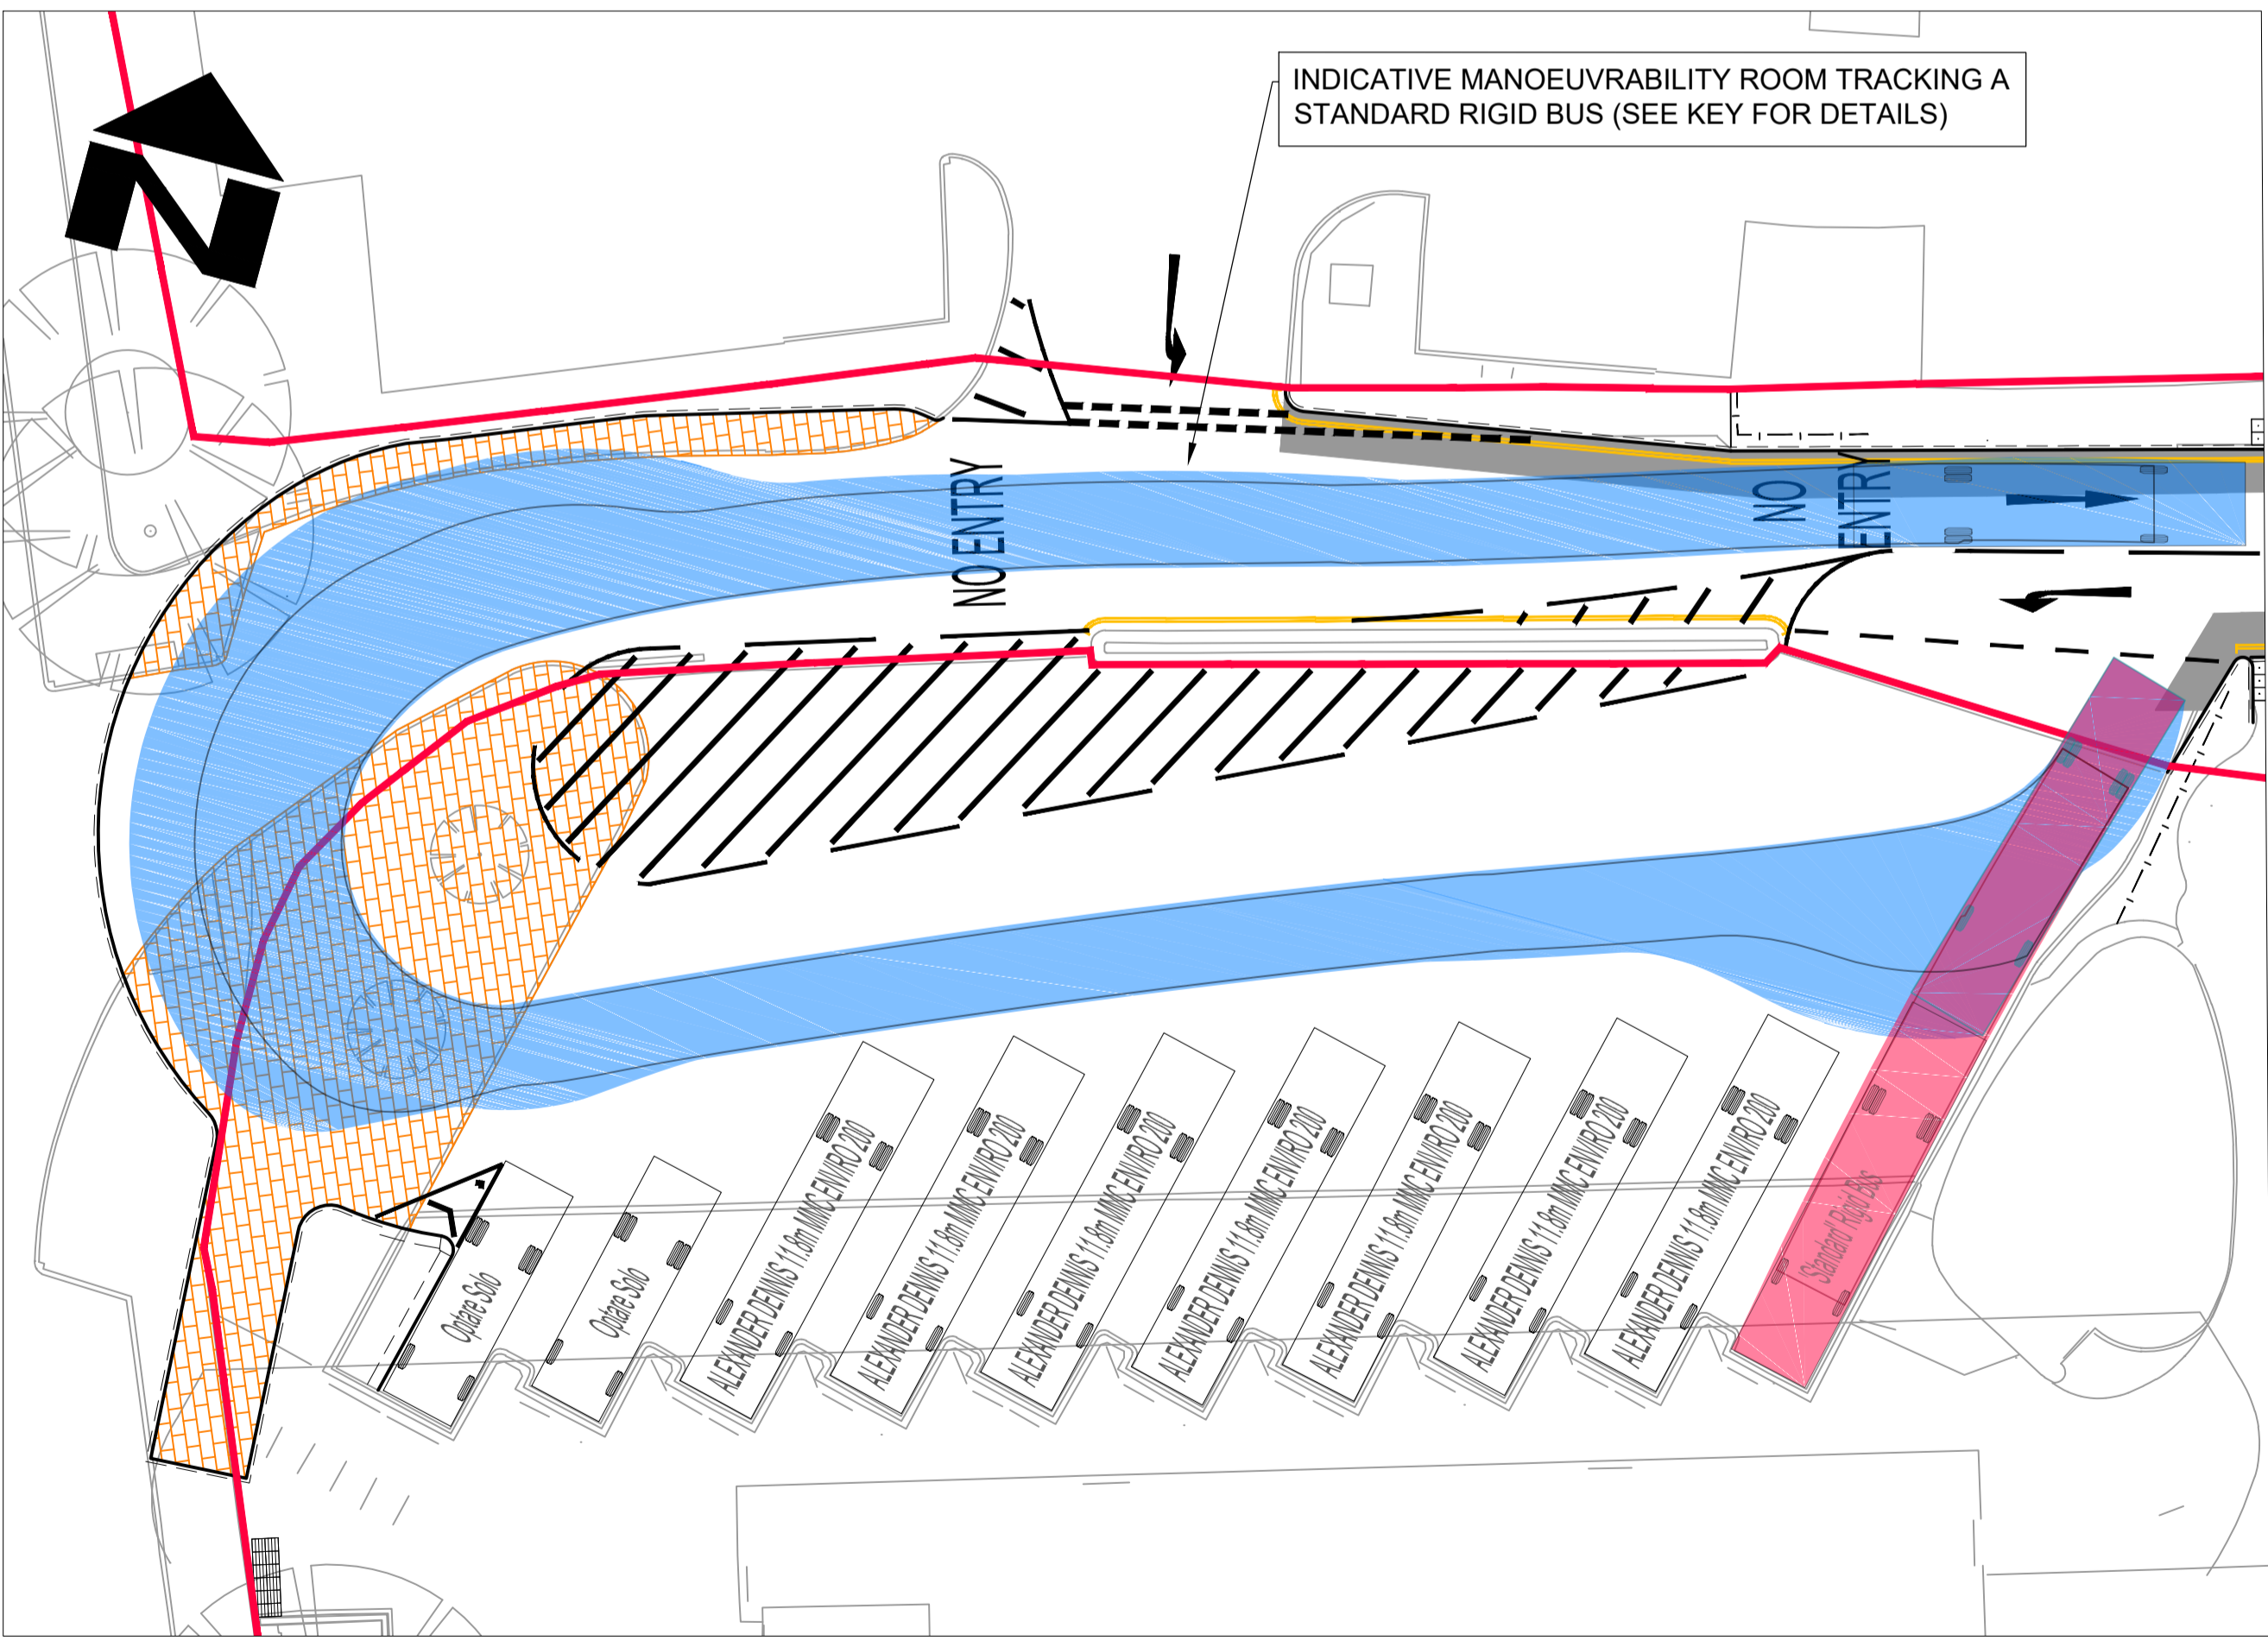 INDICATIVE MANOEUVRABILITY ROOM TRACKING A
STANDARD RIGID BUS (SEE KEY FOR DETAILS)
N
NO ENTRY
NO
ENTRY
Optare Solo
Optare Solo
ALEXANDER DENNIS 11.8m MMC ENVIRO 200
ALEXANDER DENNIS 11.8m MMC ENVIRO 200
ALEXANDER DENNIS 11.8m MMC ENVIRO 200
ALEXANDER DENNIS 11.8m MMC ENVIRO 200
ALEXANDER DENNIS 11.8m MMC ENVIRO 200
ALEXANDER DENNIS 11.8m MMC ENVIRO 200
ALEXANDER DENNIS 11.8m MMC ENVIRO 200
'Standard' Rigid Bus